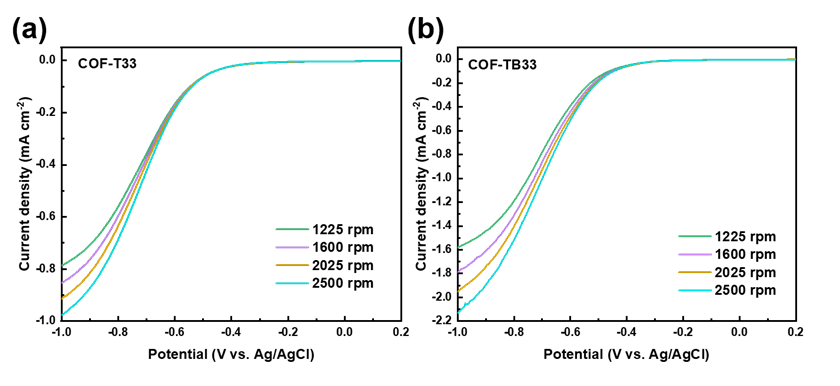 (a)
COF-T33
0.0
-0.2
-0.4
-0.6
-0.8
-1.0
Current density (mA cm⁻²)
1225 rpm
1600 rpm
2025 rpm
2500 rpm
-1.0 -0.8 -0.6 -0.4 -0.2 0.0 0.2
Potential (V vs. Ag/AgCl)
(b)
COF-TB33
0.0
-0.2
-0.4
-0.6
-0.8
-1.0
-1.2
-1.4
-1.6
-1.8
-2.0
-2.2
Current density (mA cm⁻²)
1225 rpm
1600 rpm
2025 rpm
2500 rpm
-1.0 -0.8 -0.6 -0.4 -0.2 0.0 0.2
Potential (V vs. Ag/AgCl)